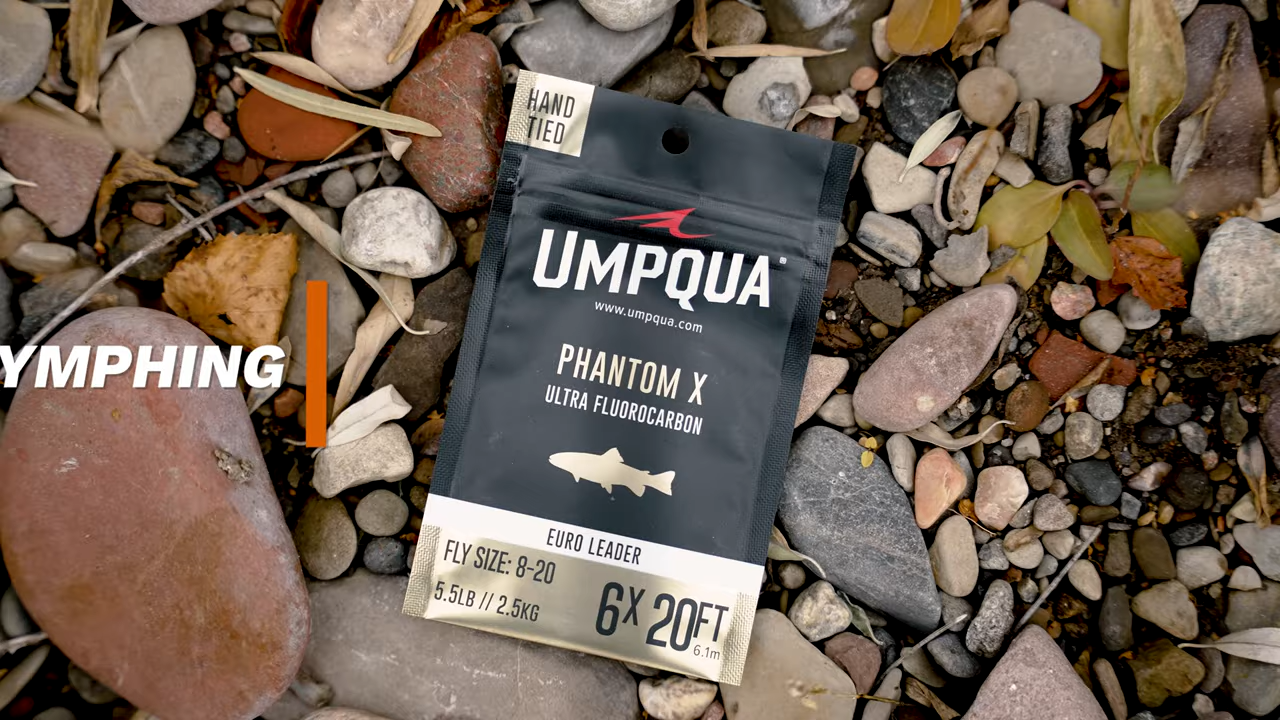 HAND
TIED
UMPQUA®
www.umpqua.com
PHANTOM X
ULTRA FLUOROCARBON
YMPHING
EURO LEADER
FLY SIZE: 8-20
5.5LB // 2.5KG
6X 20FT
6.1m